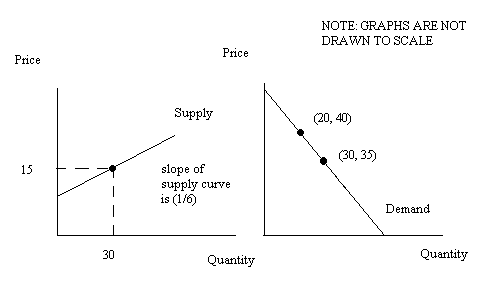 NOTE: GRAPHS ARE NOT
DRAWN TO SCALE
Price
Price
Supply
(20, 40)
(30, 35)
15
slope of
supply curve
is (1/6)
Demand
30
Quantity
Quantity